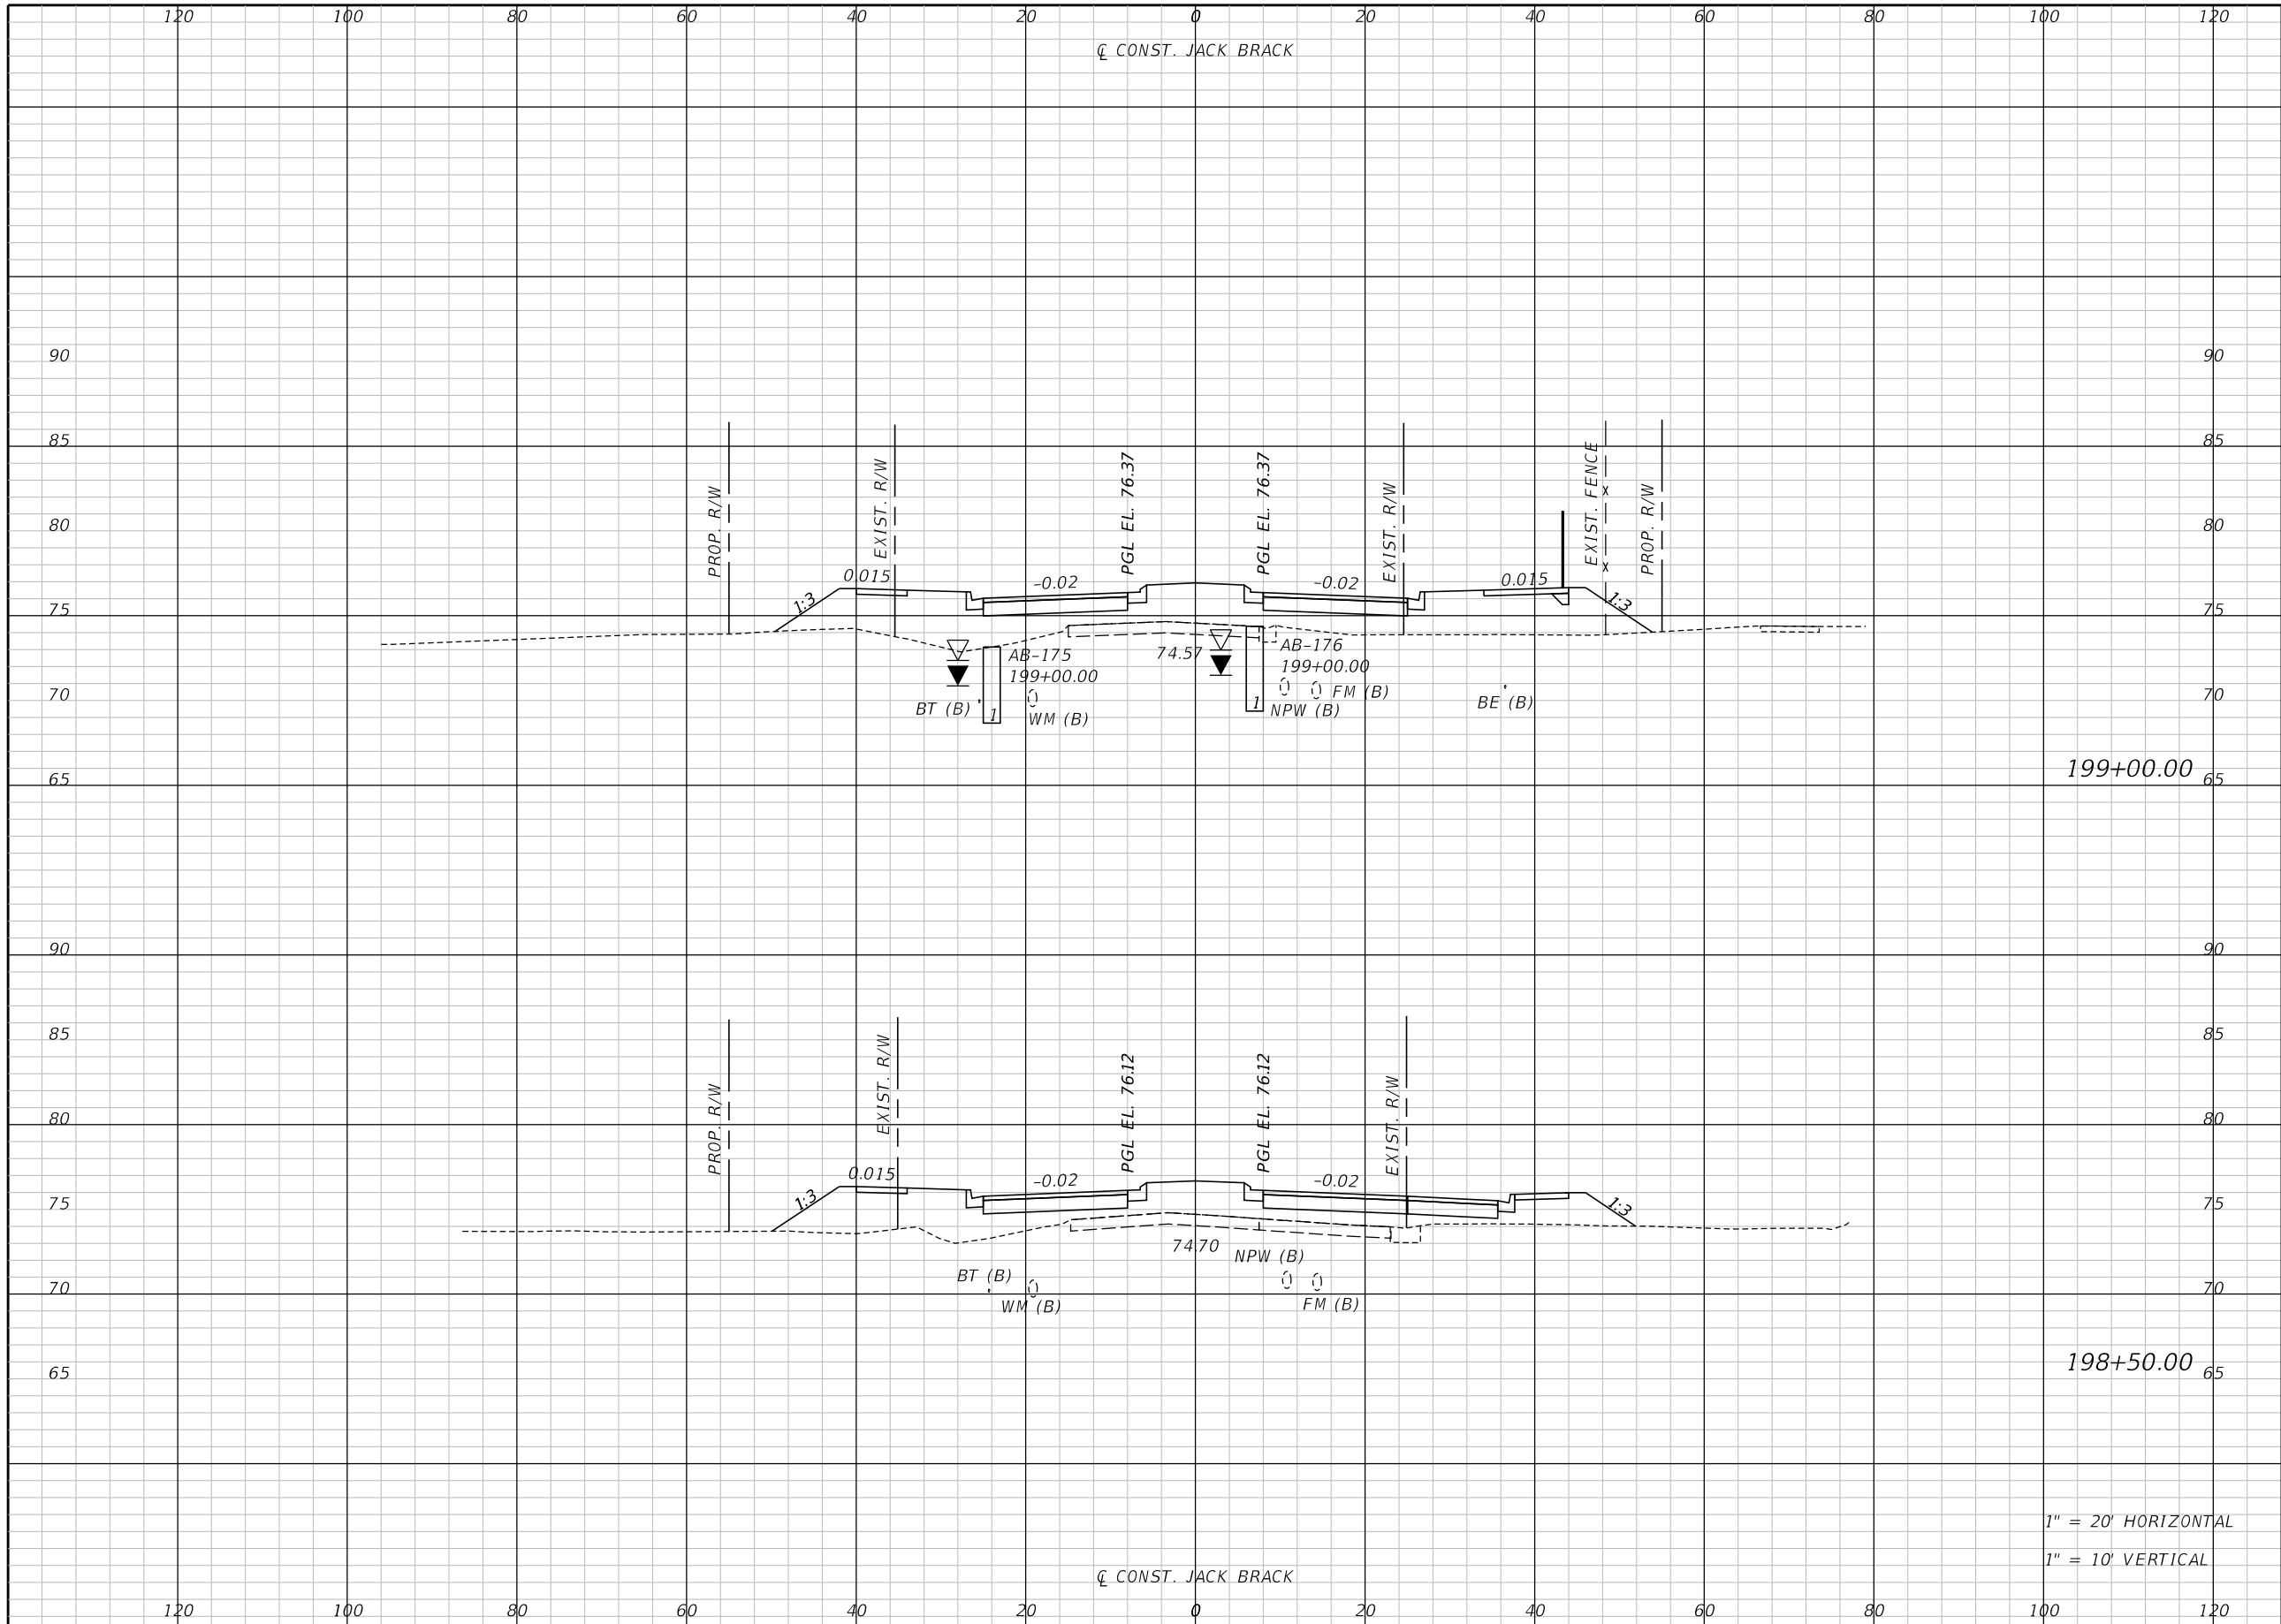 120 100 80 60 40 20 0 20 40 60 80 100 120
℄ CONST. JACK BRACK
90 90
85 85
80 80
75 75
70 70
65 65
PROP. R/W
EXIST. R/W
PGL EL. 76.37
PGL EL. 76.37
EXIST. R/W
EXIST. FENCE
X
X
PROP. R/W
1:3
0.015
-0.02
-0.02
0.015
1:3
AB-175
199+00.00
BT (B)
1
WM (B)
74.57
AB-176
199+00.00
1
FM (B)
NPW (B)
BE (B)
199+00.00
90 90
85 85
80 80
75 75
70 70
65 65
PROP. R/W
EXIST. R/W
PGL EL. 76.12
PGL EL. 76.12
EXIST. R/W
1:3
0.015
-0.02
-0.02
1:3
74.70
NPW (B)
BT (B)
WM (B)
FM (B)
198+50.00
1" = 20' HORIZONTAL
1" = 10' VERTICAL
℄ CONST. JACK BRACK
120 100 80 60 40 20 0 20 40 60 80 100 120